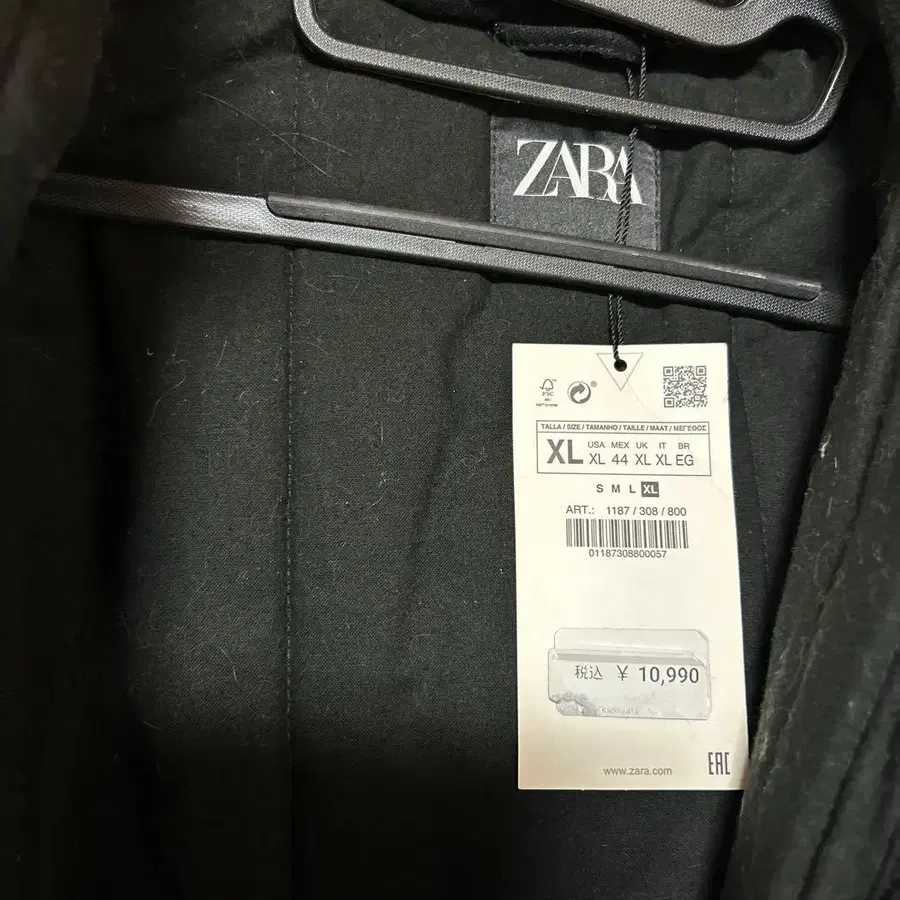 ZARA
FSC
®
TALLA / SIZE / TAMANHO / TAILLE / MAAT / ΜΕΓΕΘΟΣ
XL
USA MEX UK IT BR
XL 44 XL XL EG
S M L XL
ART.: 1187 / 308 / 800
01187308800057
税込 ¥ 10,990
www.zara.com
EAC